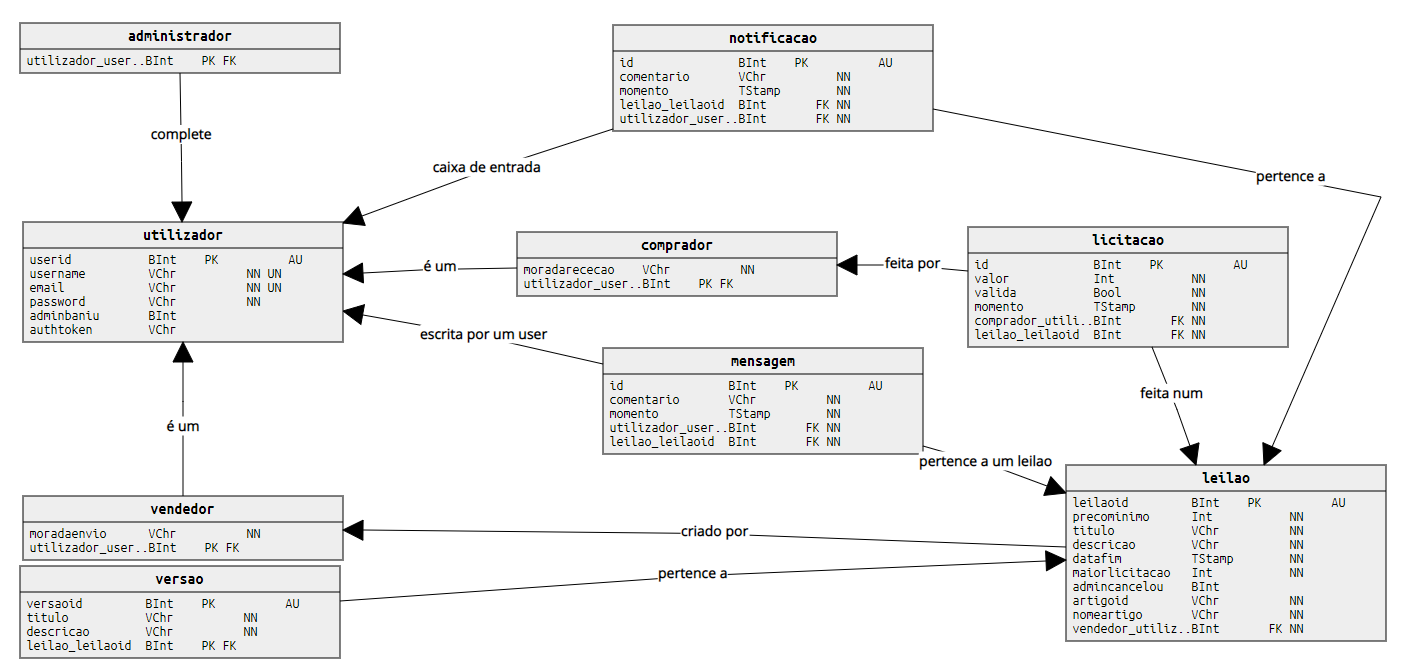 administrador
utilizador_user..BInt PK FK
complete
notificacao
id BInt PK AU
comentario VChr NN
momento TStamp NN
leilao_leilaoid BInt FK NN
utilizador_user..BInt FK NN
caixa de entrada
pertence a
utilizador
userid BInt PK AU
username VChr NN UN
email VChr NN UN
password VChr NN
adminbaniu BInt
authtoken VChr
é um
comprador
moradarececao VChr NN
utilizador_user..BInt PK FK
feita por
licitacao
id BInt PK AU
valor Int NN
valida Bool NN
momento TStamp NN
comprador_utili..BInt FK NN
leilao_leilaoid BInt FK NN
escrita por um user
mensagem
id BInt PK AU
comentario VChr NN
momento TStamp NN
utilizador_user..BInt FK NN
leilao_leilaoid BInt FK NN
feita num
pertence a um leilao
é um
vendedor
moradaenvio VChr NN
utilizador_user..BInt PK FK
criado por
leilao
leilaoid BInt PK AU
precominimo Int NN
titulo VChr NN
descricao VChr NN
datafim TStamp NN
maiorlicitacao Int NN
admincancelou BInt
artigoid VChr NN
nomeartigo VChr NN
vendedor_utiliz..BInt FK NN
versao
versaoid BInt PK AU
titulo VChr NN
descricao VChr NN
leilao_leilaoid BInt PK FK
pertence a